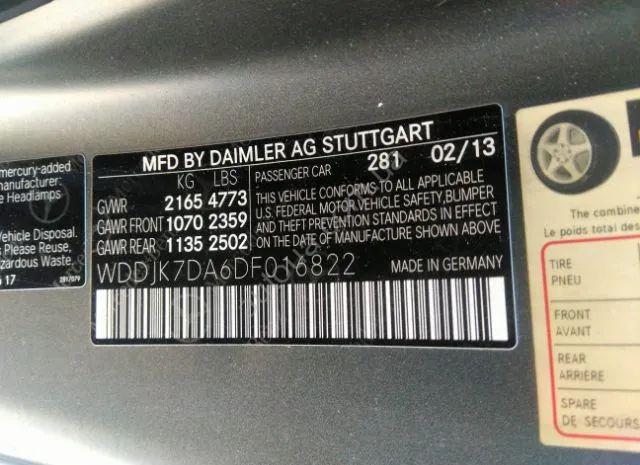 mercury-added
manufacturer:
e Headlamps
Vehicle Disposal.
s Please Reuse,
azardous Waste.
17
2817079
MFD BY DAIMLER AG STUTTGART
KG LBS
GVWR 2165 4773
GAWR FRONT 1070 2359
GAWR REAR 1135 2502
PASSENGER CAR 281 02/13
THIS VEHICLE CONFORMS TO ALL APPLICABLE
U.S. FEDERAL MOTOR VEHICLE SAFETY,BUMPER
AND THEFT PREVENTION STANDARDS IN EFFECT
ON THE DATE OF MANUFACTURE SHOWN ABOVE.
WDDJK7DA6DF016822
MADE IN GERMANY
The combine
Le poids total
TIRE
PNEU
FRONT
AVANT
REAR
ARRIÈRE
SPARE
DE SECOURS